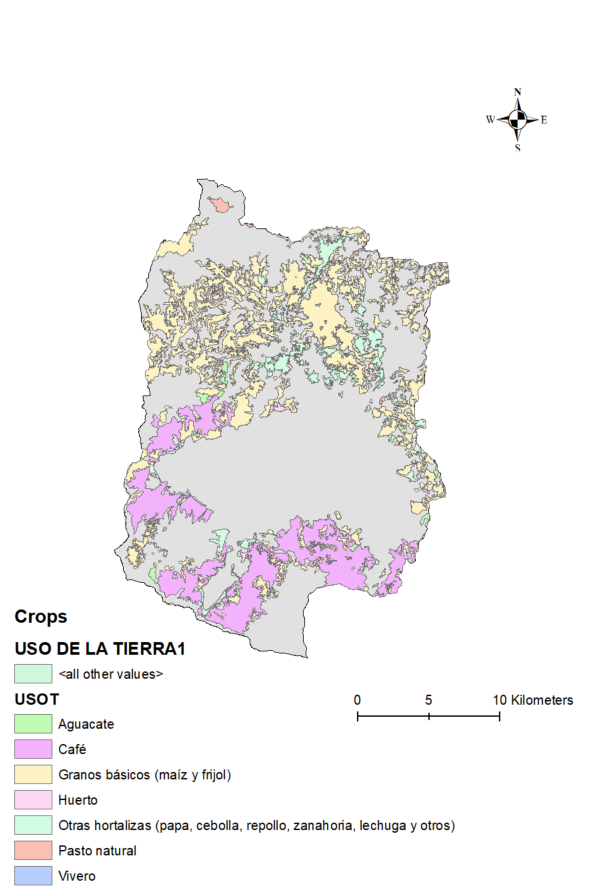 N
W E
S
Crops
USO DE LA TIERRA1
<all other values>
USOT
0 5 10 Kilometers
Aguacate
Café
Granos básicos (maíz y frijol)
Huerto
Otras hortalizas (papa, cebolla, repollo, zanahoria, lechuga y otros)
Pasto natural
Vivero